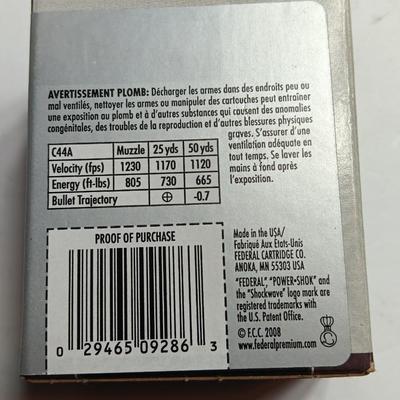 AVERTISSEMENT PLOMB: Décharger les armes dans des endroits peu ou
mal ventilés, nettoyer les armes ou manipuler des cartouches peut entraîner
une exposition au plomb et à d'autres substances qui causent des anomalies
congénitales, des troubles de la reproduction et d'autres blessures physiques
graves. S'assurer d'une
ventilation adéquate en
tout temps. Se laver les
mains à fond après
l'exposition.
C44A Muzzle 25 yds 50 yds
Velocity (fps) 1230 1170 1120
Energy (ft-lbs) 805 730 665
Bullet Trajectory ⊕ -0.7
PROOF OF PURCHASE
0 29465 09286 3
Made in the USA/
Fabriqué Aux États-Unis
FEDERAL CARTRIDGE CO.
ANOKA, MN 55303 USA
"FEDERAL", "POWER•SHOK" and
the "Shockwave" logo mark are
registered trademarks with
the U.S. Patent Office.
© F.C.C. 2008
www.federalpremium.com